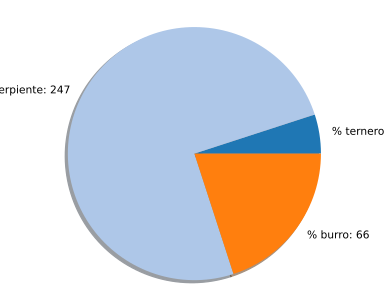 erpiente: 247
% ternero
% burro: 66